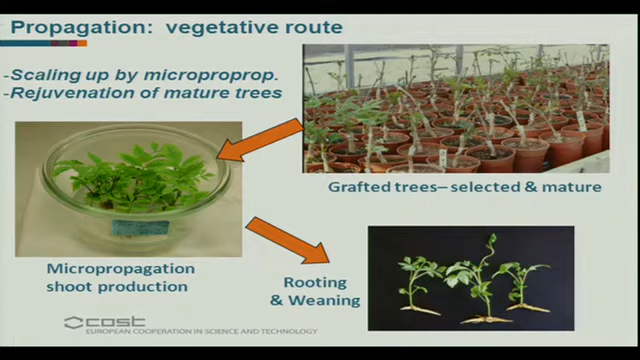 Propagation: vegetative route
-Scaling up by microproprop.
-Rejuvenation of mature trees
Grafted trees– selected & mature
Micropropagation
shoot production
Rooting
& Weaning
cost
EUROPEAN COOPERATION IN SCIENCE AND TECHNOLOGY